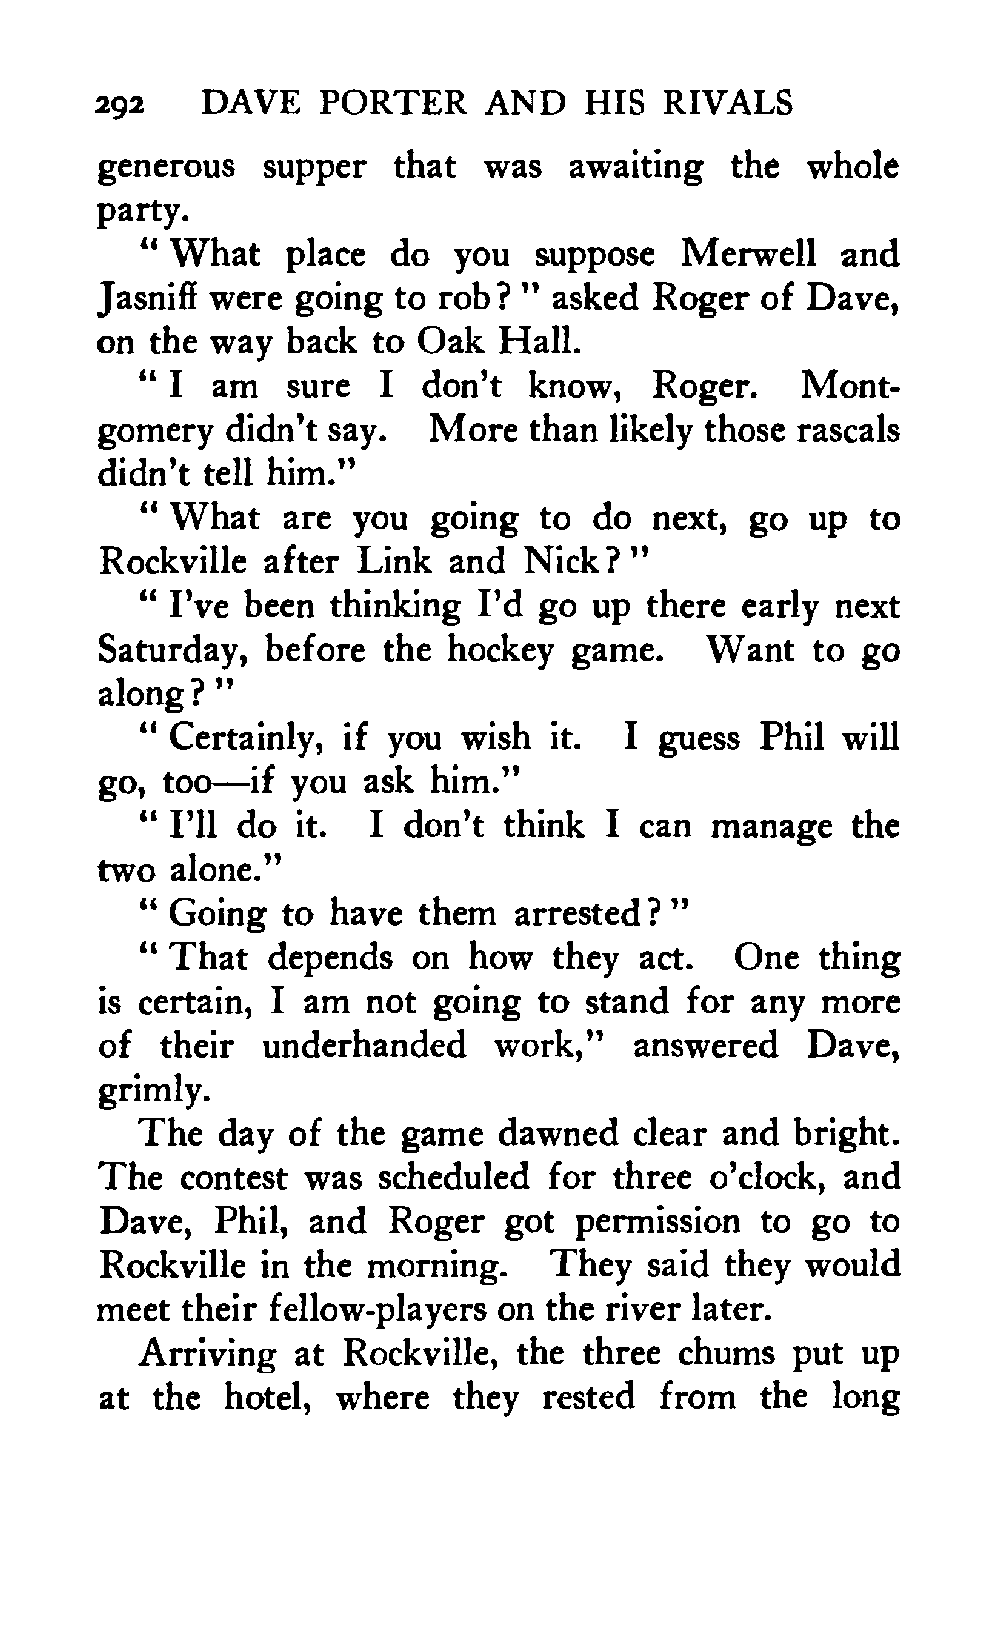 292 DAVE PORTER AND HIS RIVALS
generous supper that was awaiting the whole
party.
" What place do you suppose Merwell and
Jasniff were going to rob? " asked Roger of Dave,
on the way back to Oak Hall.
" I am sure I don't know, Roger. Mont-
gomery didn't say. More than likely those rascals
didn't tell him."
" What are you going to do next, go up to
Rockville after Link and Nick? "
" I've been thinking I'd go up there early next
Saturday, before the hockey game. Want to go
along? "
" Certainly, if you wish it. I guess Phil will
go, too—if you ask him."
" I'll do it. I don't think I can manage the
two alone."
" Going to have them arrested? "
" That depends on how they act. One thing
is certain, I am not going to stand for any more
of their underhanded work," answered Dave,
grimly.
The day of the game dawned clear and bright.
The contest was scheduled for three o'clock, and
Dave, Phil, and Roger got permission to go to
Rockville in the morning. They said they would
meet their fellow-players on the river later.
Arriving at Rockville, the three chums put up
at the hotel, where they rested from the long